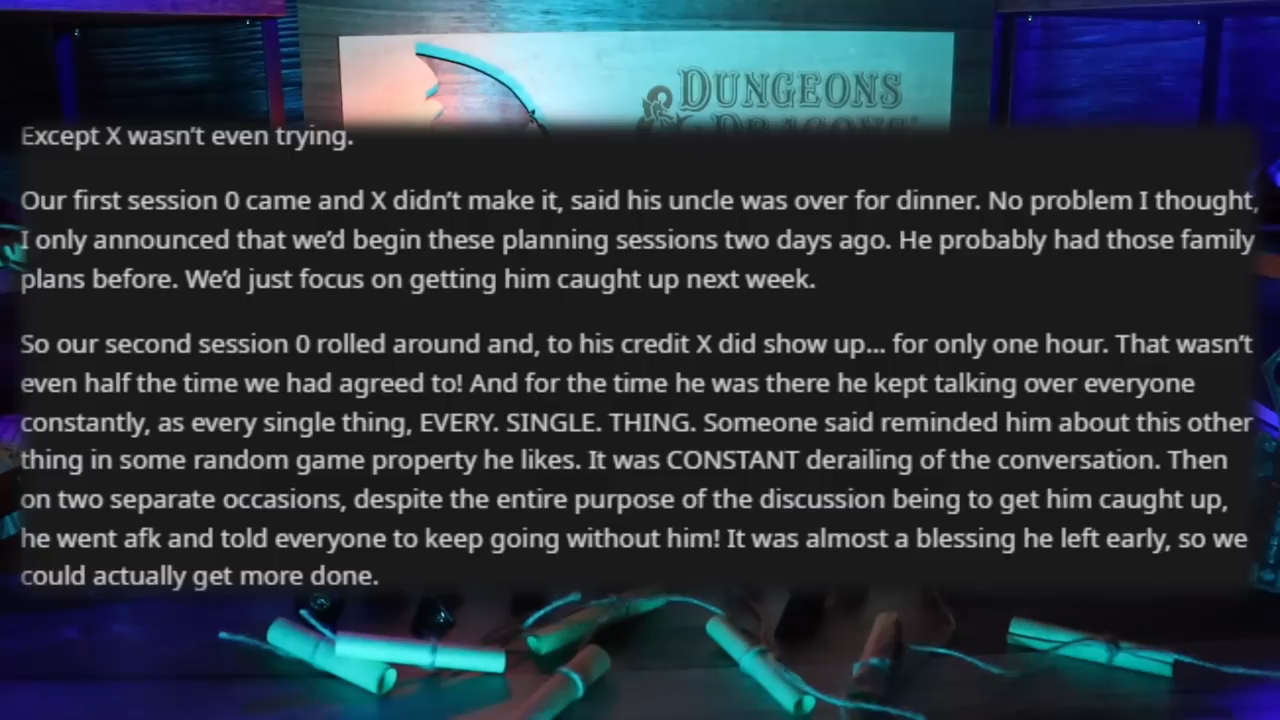 DUNGEONS
DRAGONS
Except X wasn't even trying.
Our first session 0 came and X didn't make it, said his uncle was over for dinner. No problem I thought,
I only announced that we'd begin these planning sessions two days ago. He probably had those family
plans before. We'd just focus on getting him caught up next week.
So our second session 0 rolled around and, to his credit X did show up... for only one hour. That wasn't
even half the time we had agreed to! And for the time he was there he kept talking over everyone
constantly, as every single thing, EVERY. SINGLE. THING. Someone said reminded him about this other
thing in some random game property he likes. It was CONSTANT derailing of the conversation. Then
on two separate occasions, despite the entire purpose of the discussion being to get him caught up,
he went afk and told everyone to keep going without him! It was almost a blessing he left early, so we
could actually get more done.